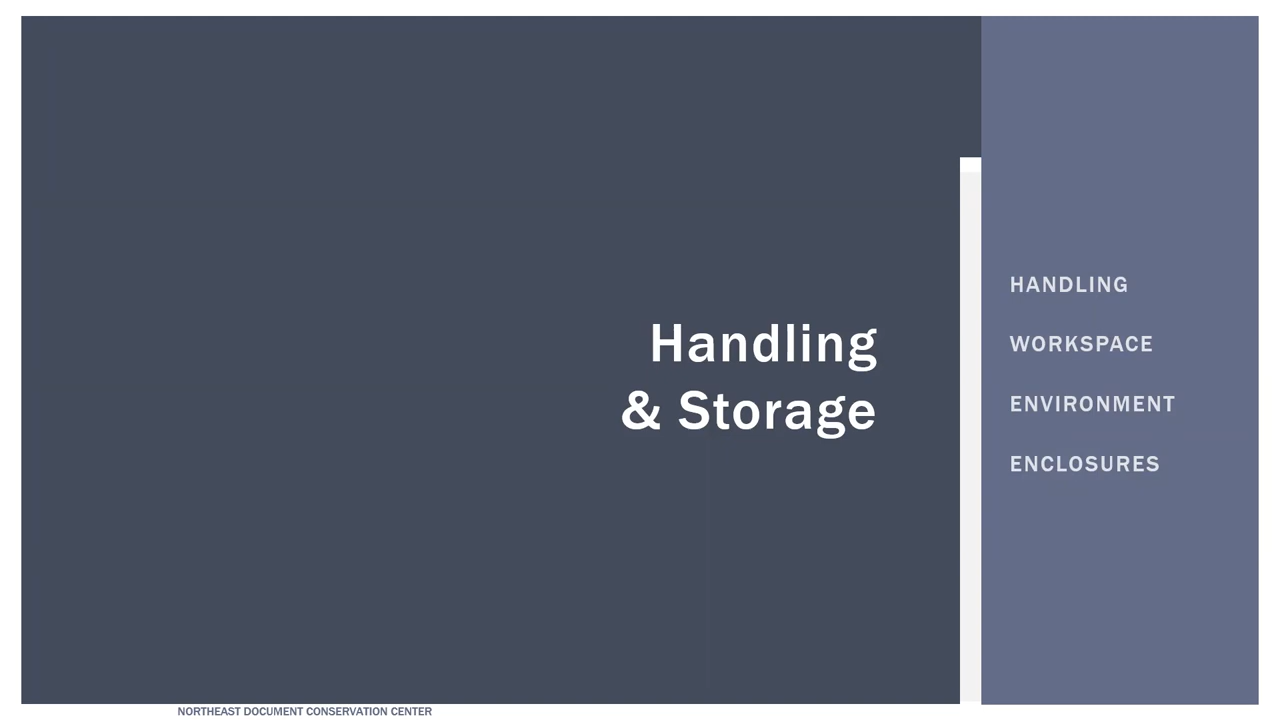 Handling
& Storage
HANDLING
WORKSPACE
ENVIRONMENT
ENCLOSURES
NORTHEAST DOCUMENT CONSERVATION CENTER